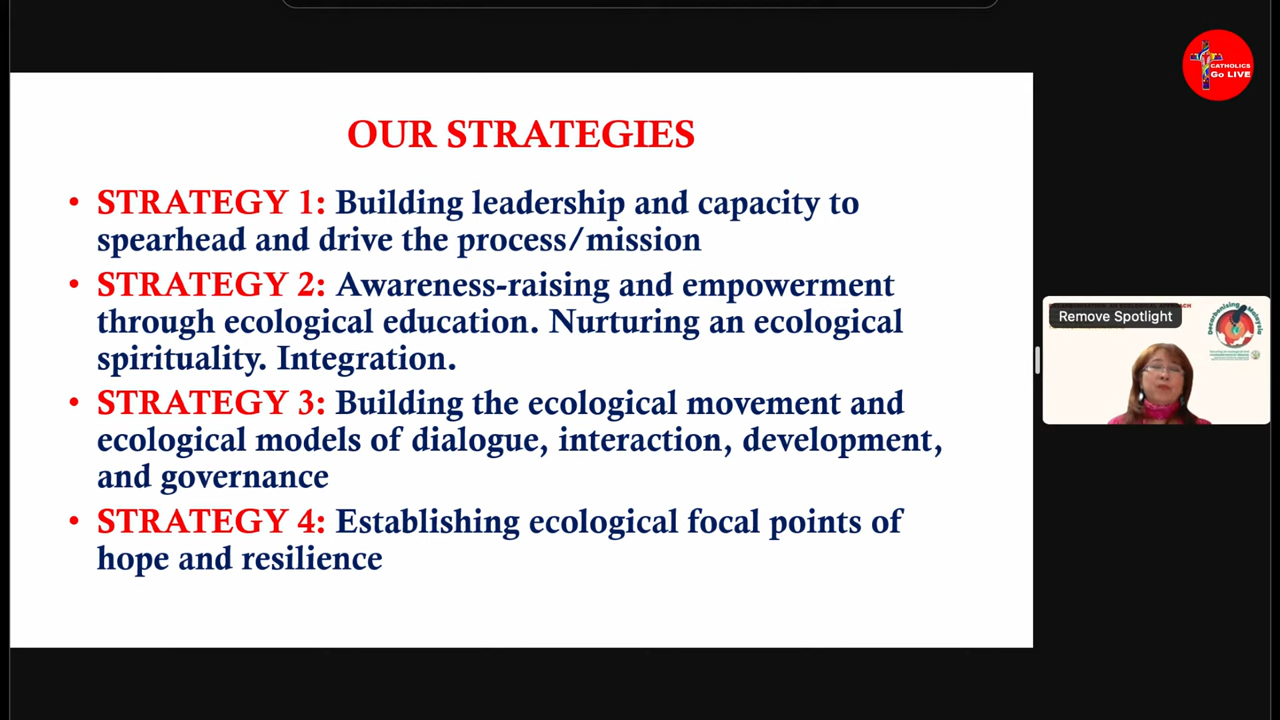 CATHOLICS
Go LIVE
OUR STRATEGIES
• STRATEGY 1: Building leadership and capacity to
spearhead and drive the process/mission
• STRATEGY 2: Awareness-raising and empowerment
through ecological education. Nurturing an ecological
spirituality. Integration.
• STRATEGY 3: Building the ecological movement and
ecological models of dialogue, interaction, development,
and governance
• STRATEGY 4: Establishing ecological focal points of
hope and resilience
Remove Spotlight
Decarbonising Malaysia